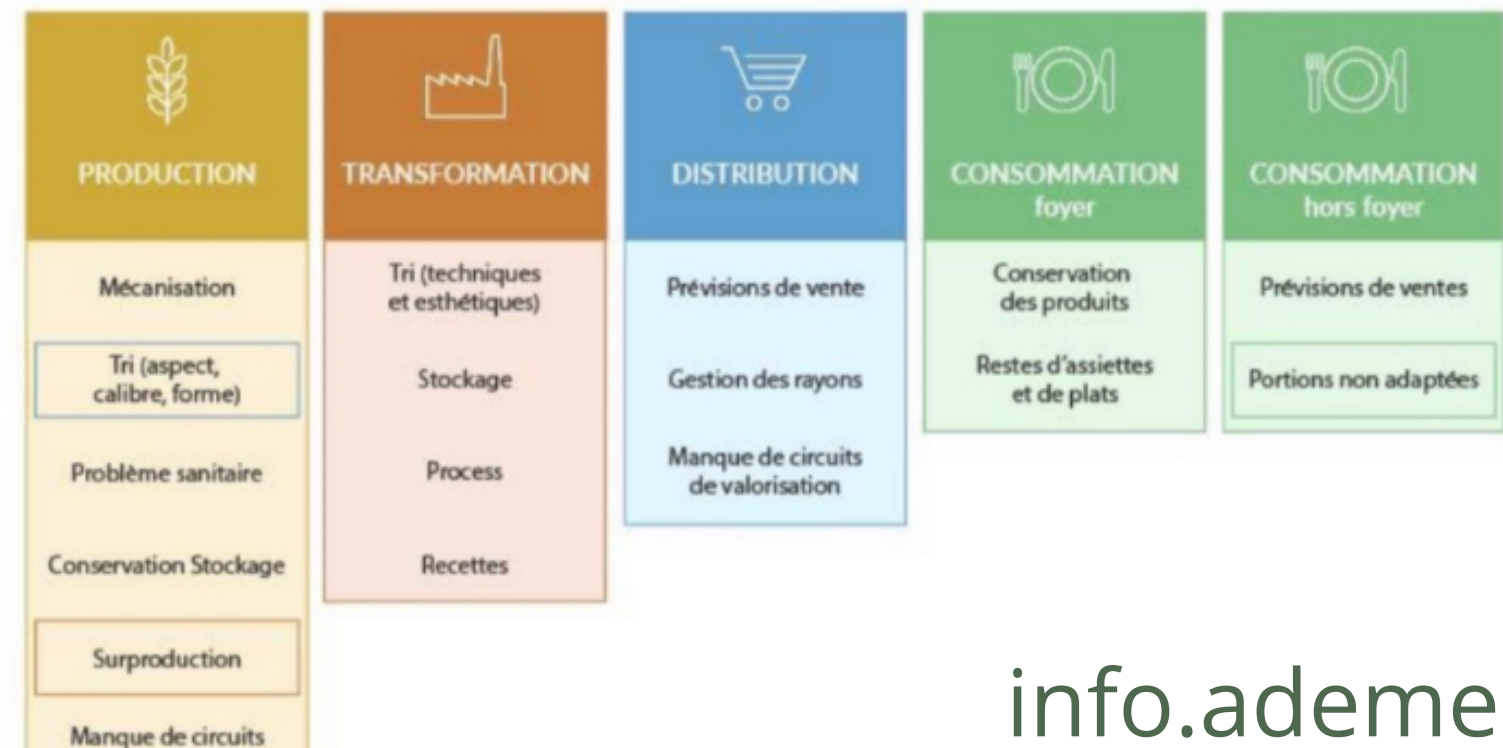 PRODUCTION
Mécanisation
Tri (aspect,
calibre, forme)
Problème sanitaire
Conservation Stockage
Surproduction
Manque de circuits
TRANSFORMATION
Tri (techniques
et esthétiques)
Stockage
Process
Recettes
DISTRIBUTION
Prévisions de vente
Gestion des rayons
Manque de circuits
de valorisation
CONSOMMATION
foyer
Conservation
des produits
Restes d'assiettes
et de plats
CONSOMMATION
hors foyer
Prévisions de ventes
Portions non adaptées
info.ademe